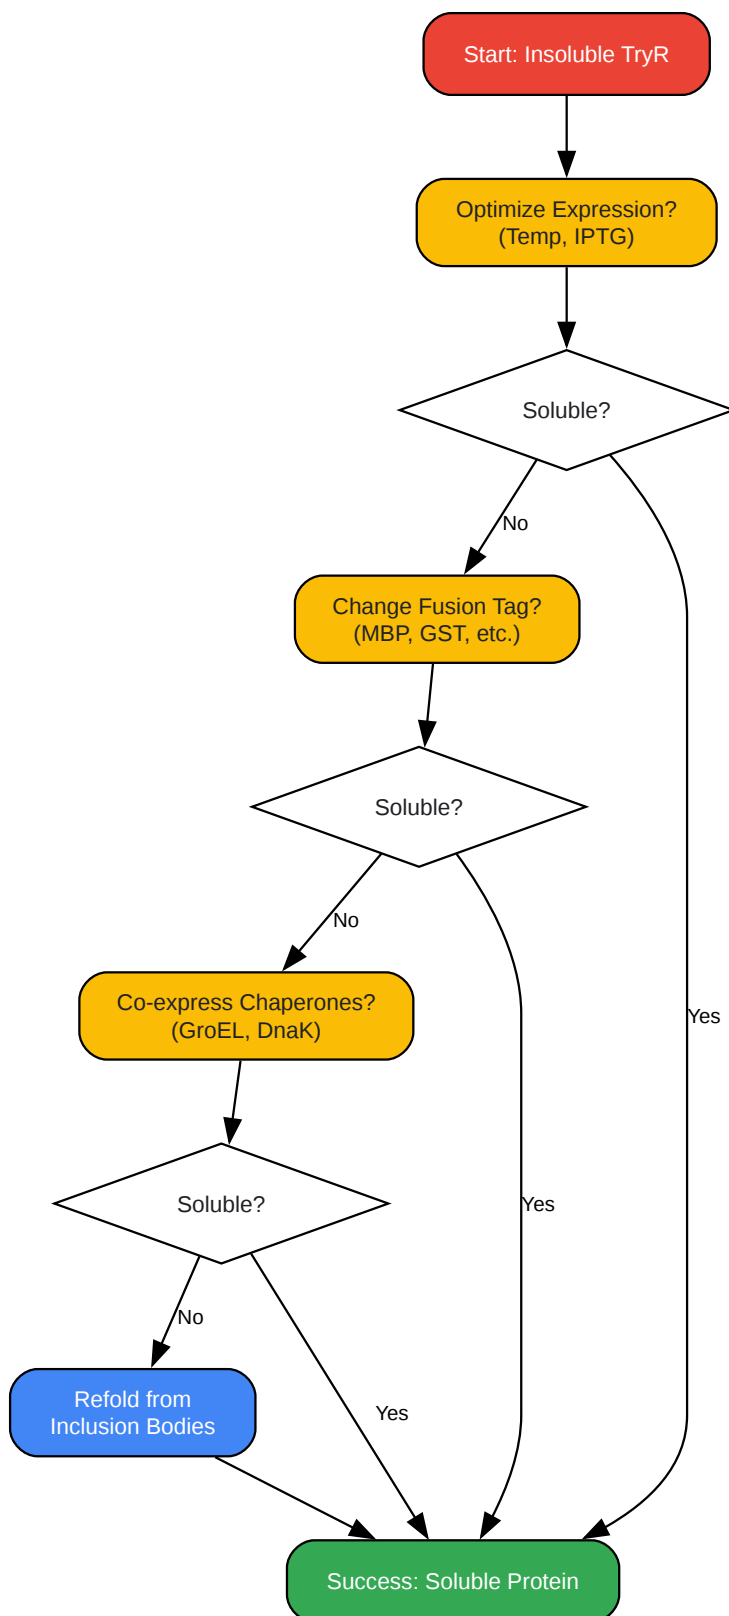 Start: Insoluble TryR
Optimize Expression?
(Temp, IPTG)
Soluble?
No
Change Fusion Tag?
(MBP, GST, etc.)
Soluble?
No
Co-express Chaperones?
(GroEL, DnaK)
Yes
Soluble?
Yes
No
Refold from
Inclusion Bodies
Yes
Success: Soluble Protein